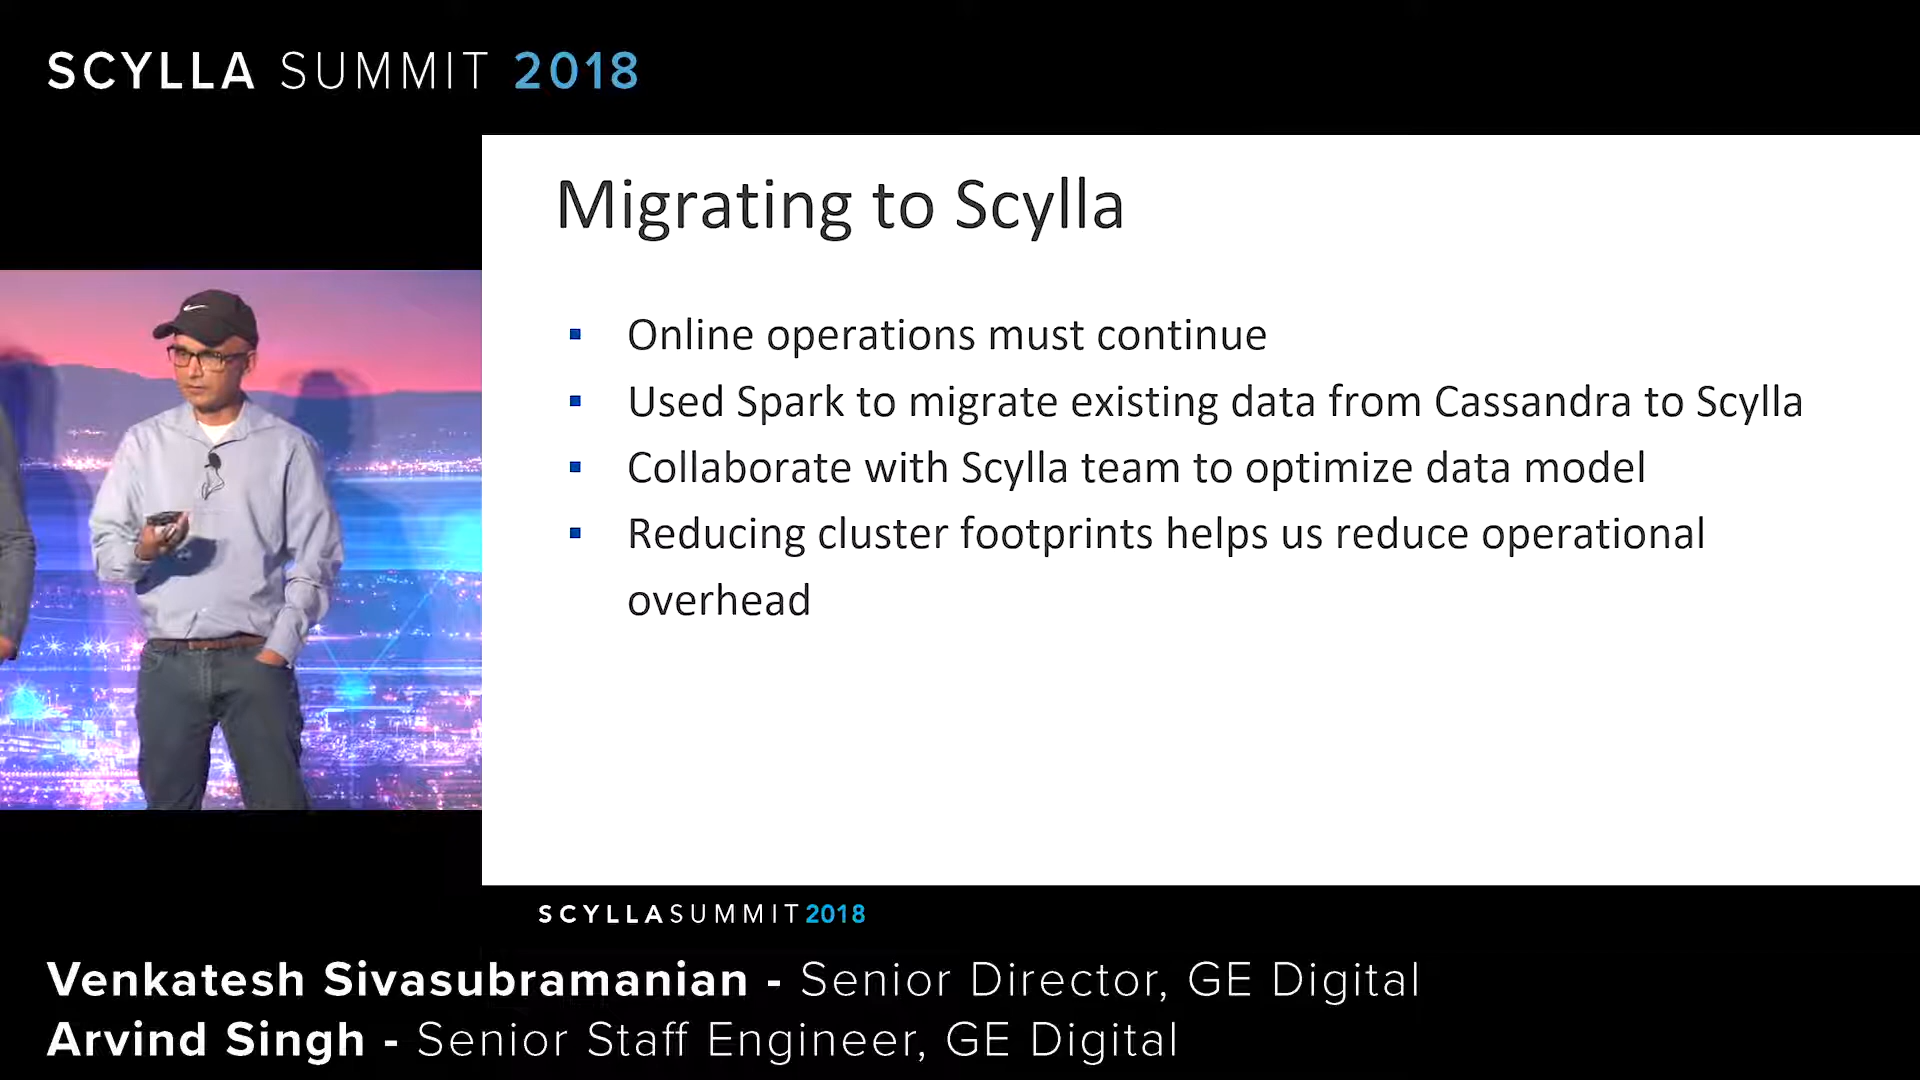 SCYLLA SUMMIT 2018
Migrating to Scylla
▪ Online operations must continue
▪ Used Spark to migrate existing data from Cassandra to Scylla
▪ Collaborate with Scylla team to optimize data model
▪ Reducing cluster footprints helps us reduce operational
overhead
SCYLLASUMMIT2018
Venkatesh Sivasubramanian - Senior Director, GE Digital
Arvind Singh - Senior Staff Engineer, GE Digital